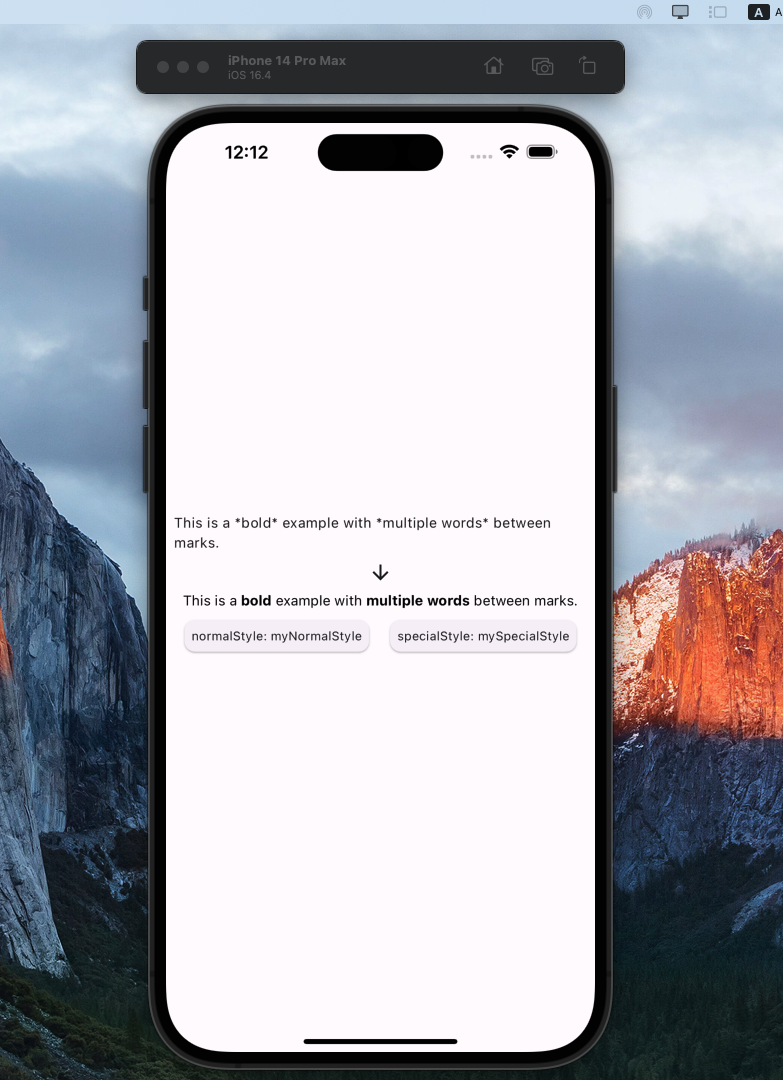 A A
iPhone 14 Pro Max
iOS 16.4
12:12
This is a *bold* example with *multiple words* between
marks.
This is a bold example with multiple words between marks.
normalStyle: myNormalStyle specialStyle: mySpecialStyle